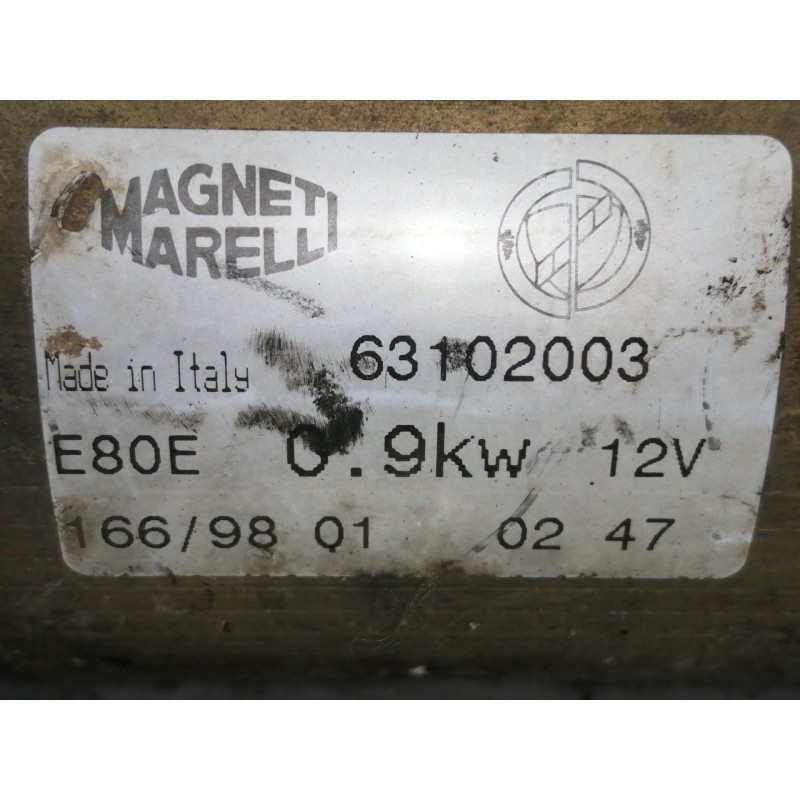 MAGNETI
MARELLI
Made in Italy 63102003
E80E 0.9kw 12V
166/98 01 02 47